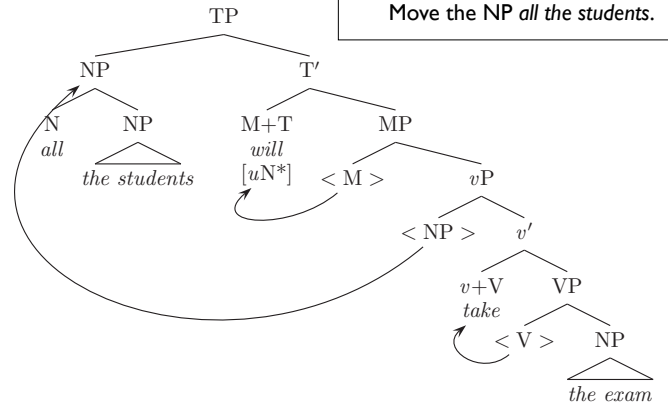 Move the NP all the students.
TP
NP T′
N NP M+T MP
all the students will
[uN*] < M > vP
< NP > v′
v+V VP
take
< V > NP
the exam